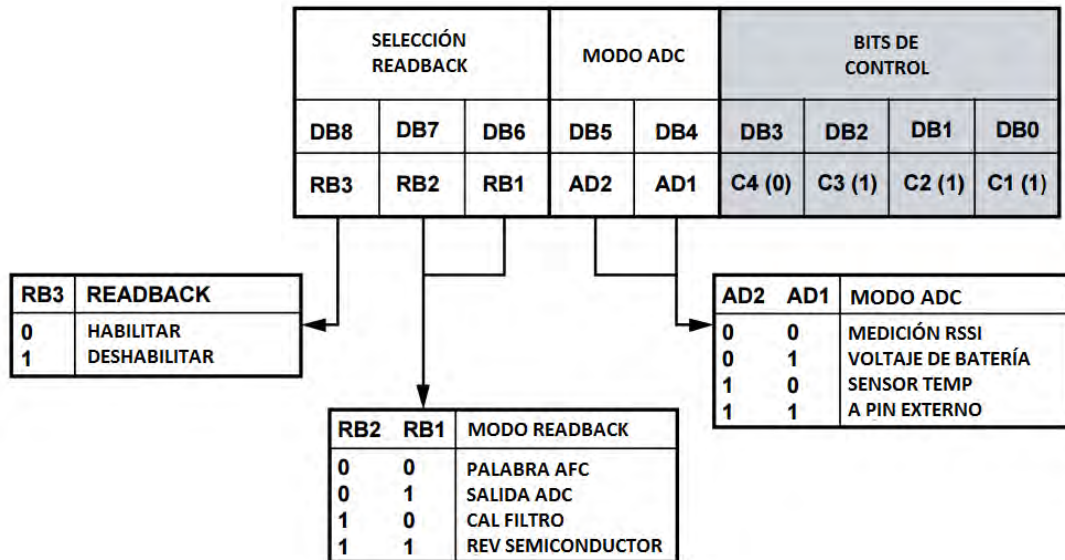 SELECCIÓN
READBACK
MODO ADC
BITS DE
CONTROL
DB8 DB7 DB6 DB5 DB4 DB3 DB2 DB1 DB0
RB3 RB2 RB1 AD2 AD1 C4 (0) C3 (1) C2 (1) C1 (1)
RB3 READBACK
0 HABILITAR
1 DESHABILITAR
AD2 AD1 MODO ADC
0 0 MEDICIÓN RSSI
0 1 VOLTAJE DE BATERÍA
1 0 SENSOR TEMP
1 1 A PIN EXTERNO
RB2 RB1 MODO READBACK
0 0 PALABRA AFC
0 1 SALIDA ADC
1 0 CAL FILTRO
1 1 REV SEMICONDUCTOR